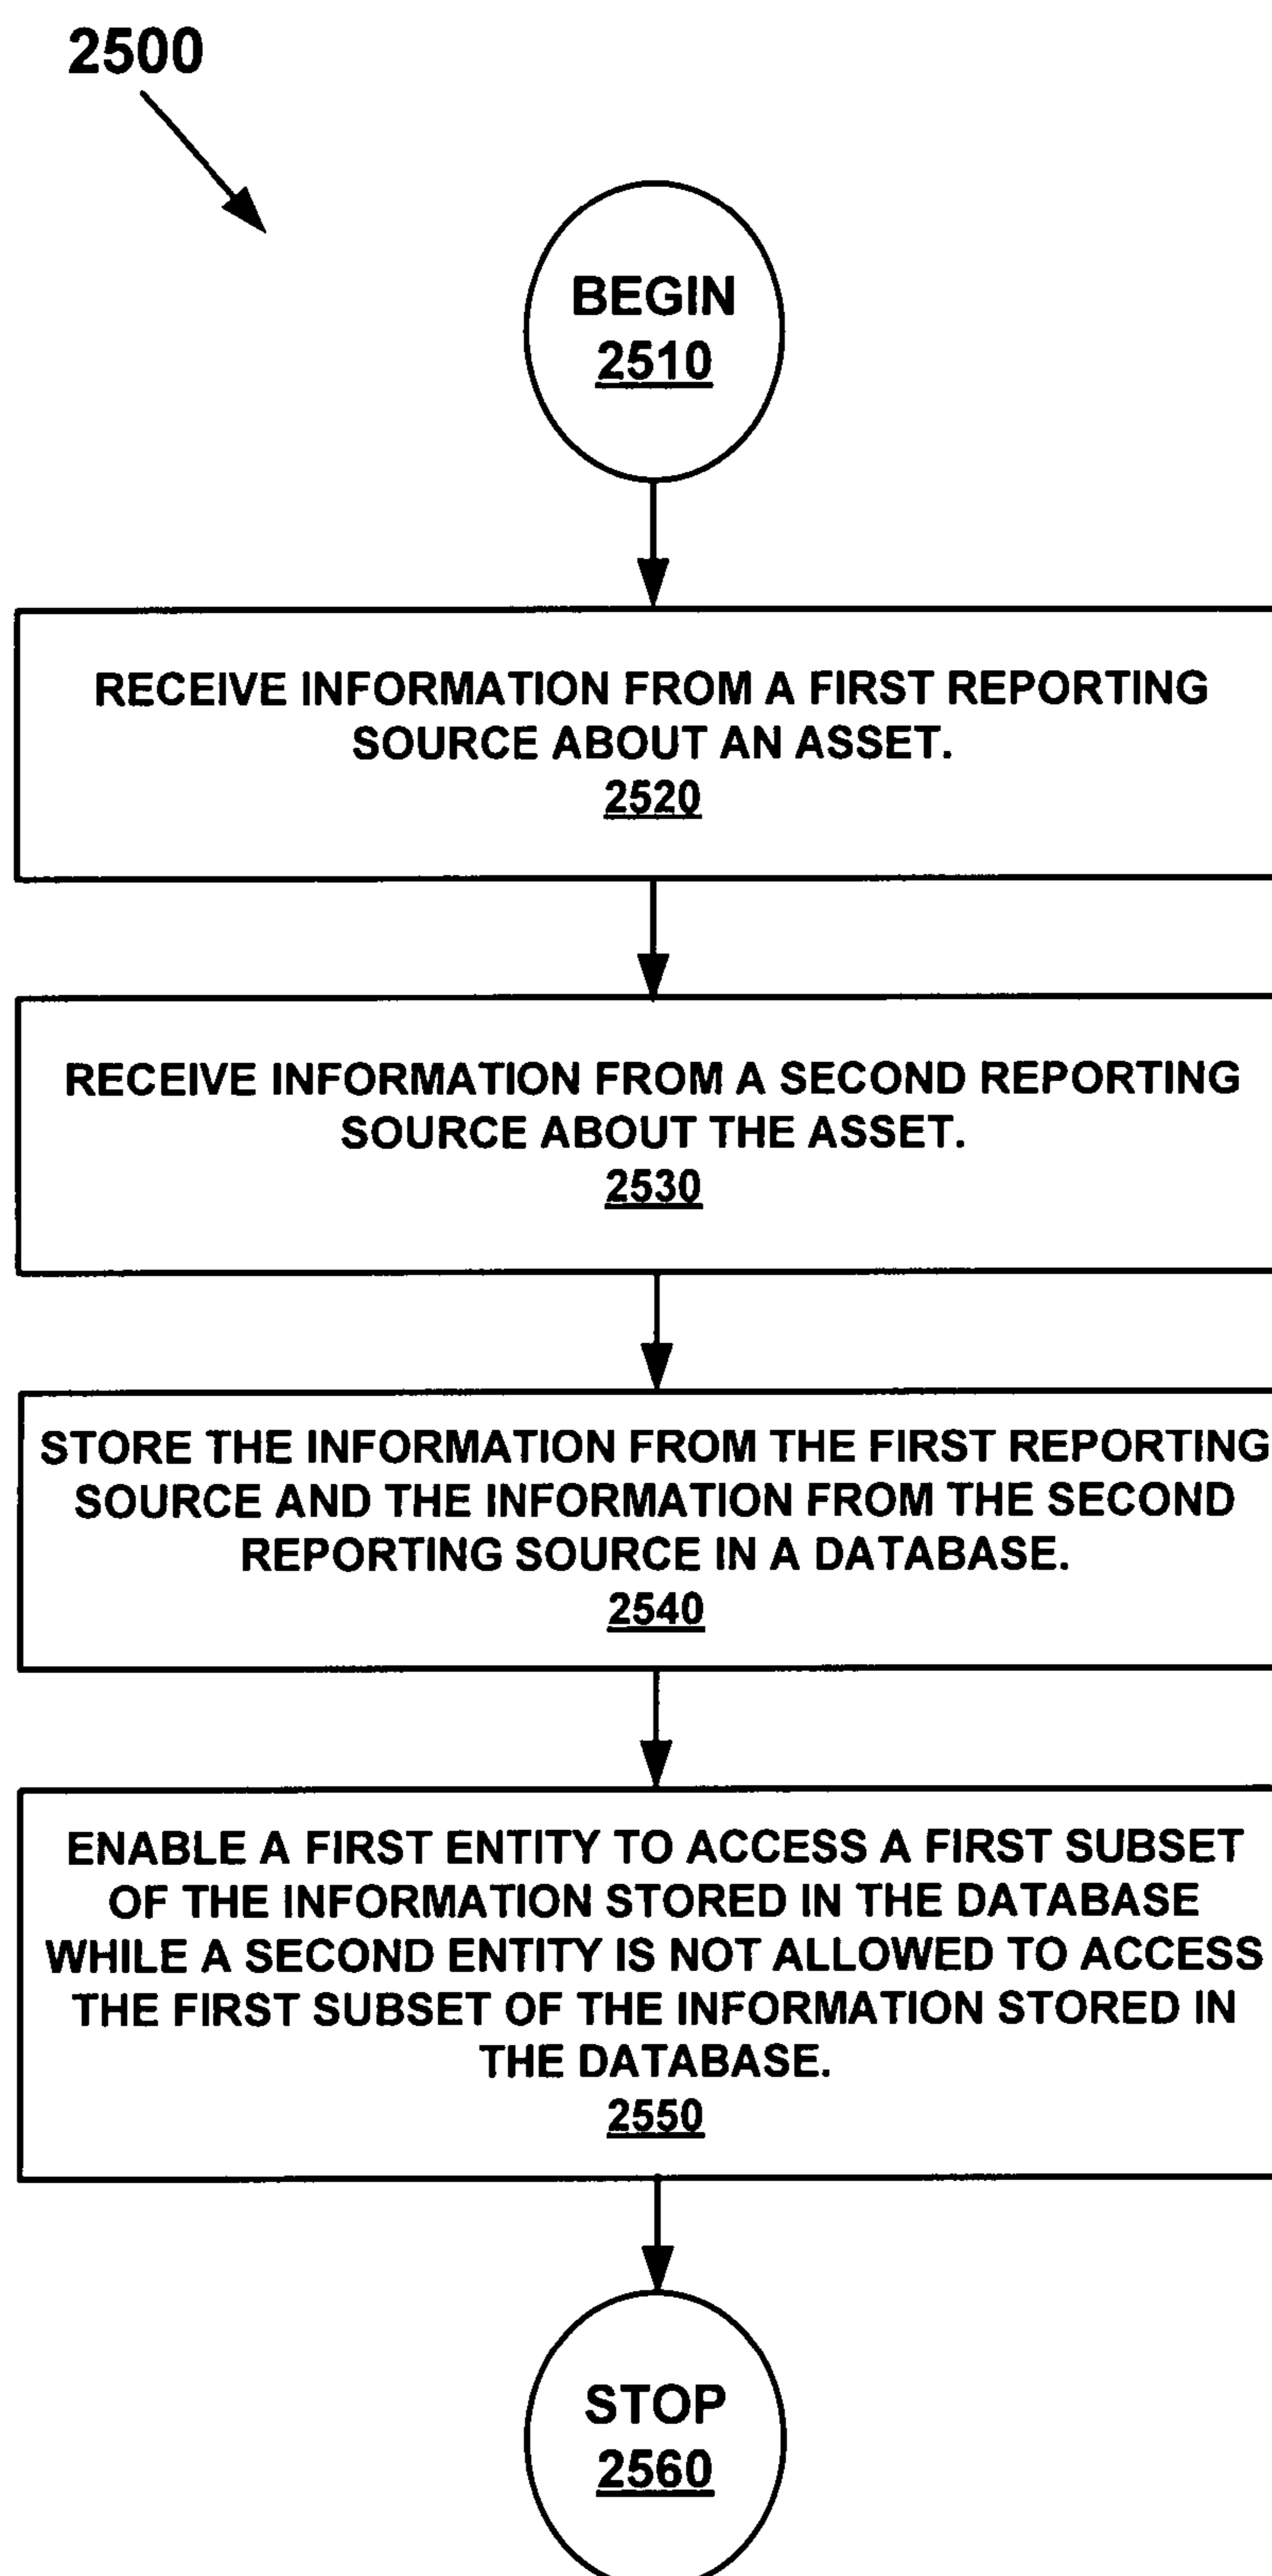 2500
BEGIN
2510
RECEIVE INFORMATION FROM A FIRST REPORTING
SOURCE ABOUT AN ASSET.
2520
RECEIVE INFORMATION FROM A SECOND REPORTING
SOURCE ABOUT THE ASSET.
2530
STORE THE INFORMATION FROM THE FIRST REPORTING
SOURCE AND THE INFORMATION FROM THE SECOND
REPORTING SOURCE IN A DATABASE.
2540
ENABLE A FIRST ENTITY TO ACCESS A FIRST SUBSET
OF THE INFORMATION STORED IN THE DATABASE
WHILE A SECOND ENTITY IS NOT ALLOWED TO ACCESS
THE FIRST SUBSET OF THE INFORMATION STORED IN
THE DATABASE.
2550
STOP
2560